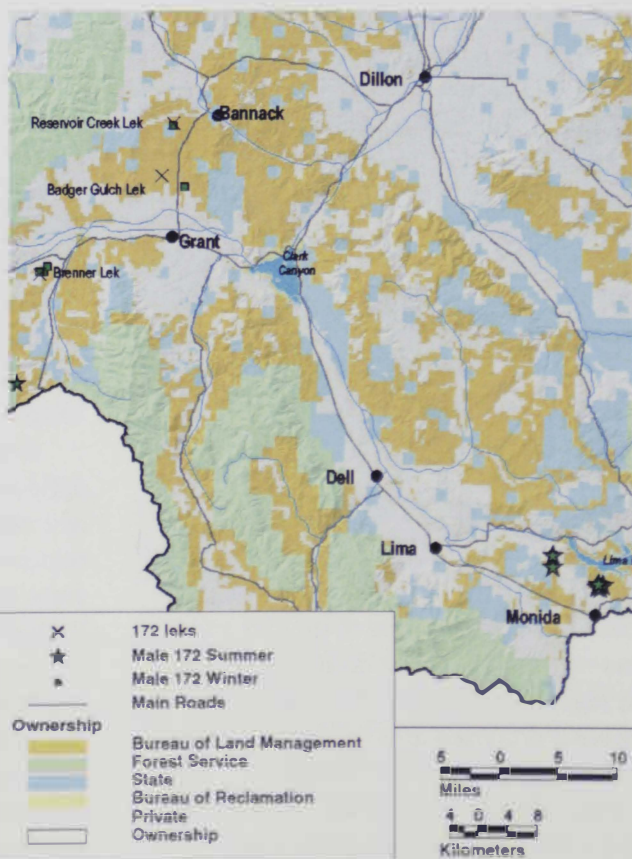 Dillon
Bannack
Reservoir Creek Lek
Badger Gulch Lek
Grant
Clark
Canyon
Brenner Lek
Dell
Lima
Lima
Monida
172 leks
Male 172 Summer
Male 172 Winter
Main Roads
Ownership
Bureau of Land Management
Forest Service
State
Bureau of Reclamation
Private
Ownership
5 0 5 10
Miles
4 0 4 8
Kilometers